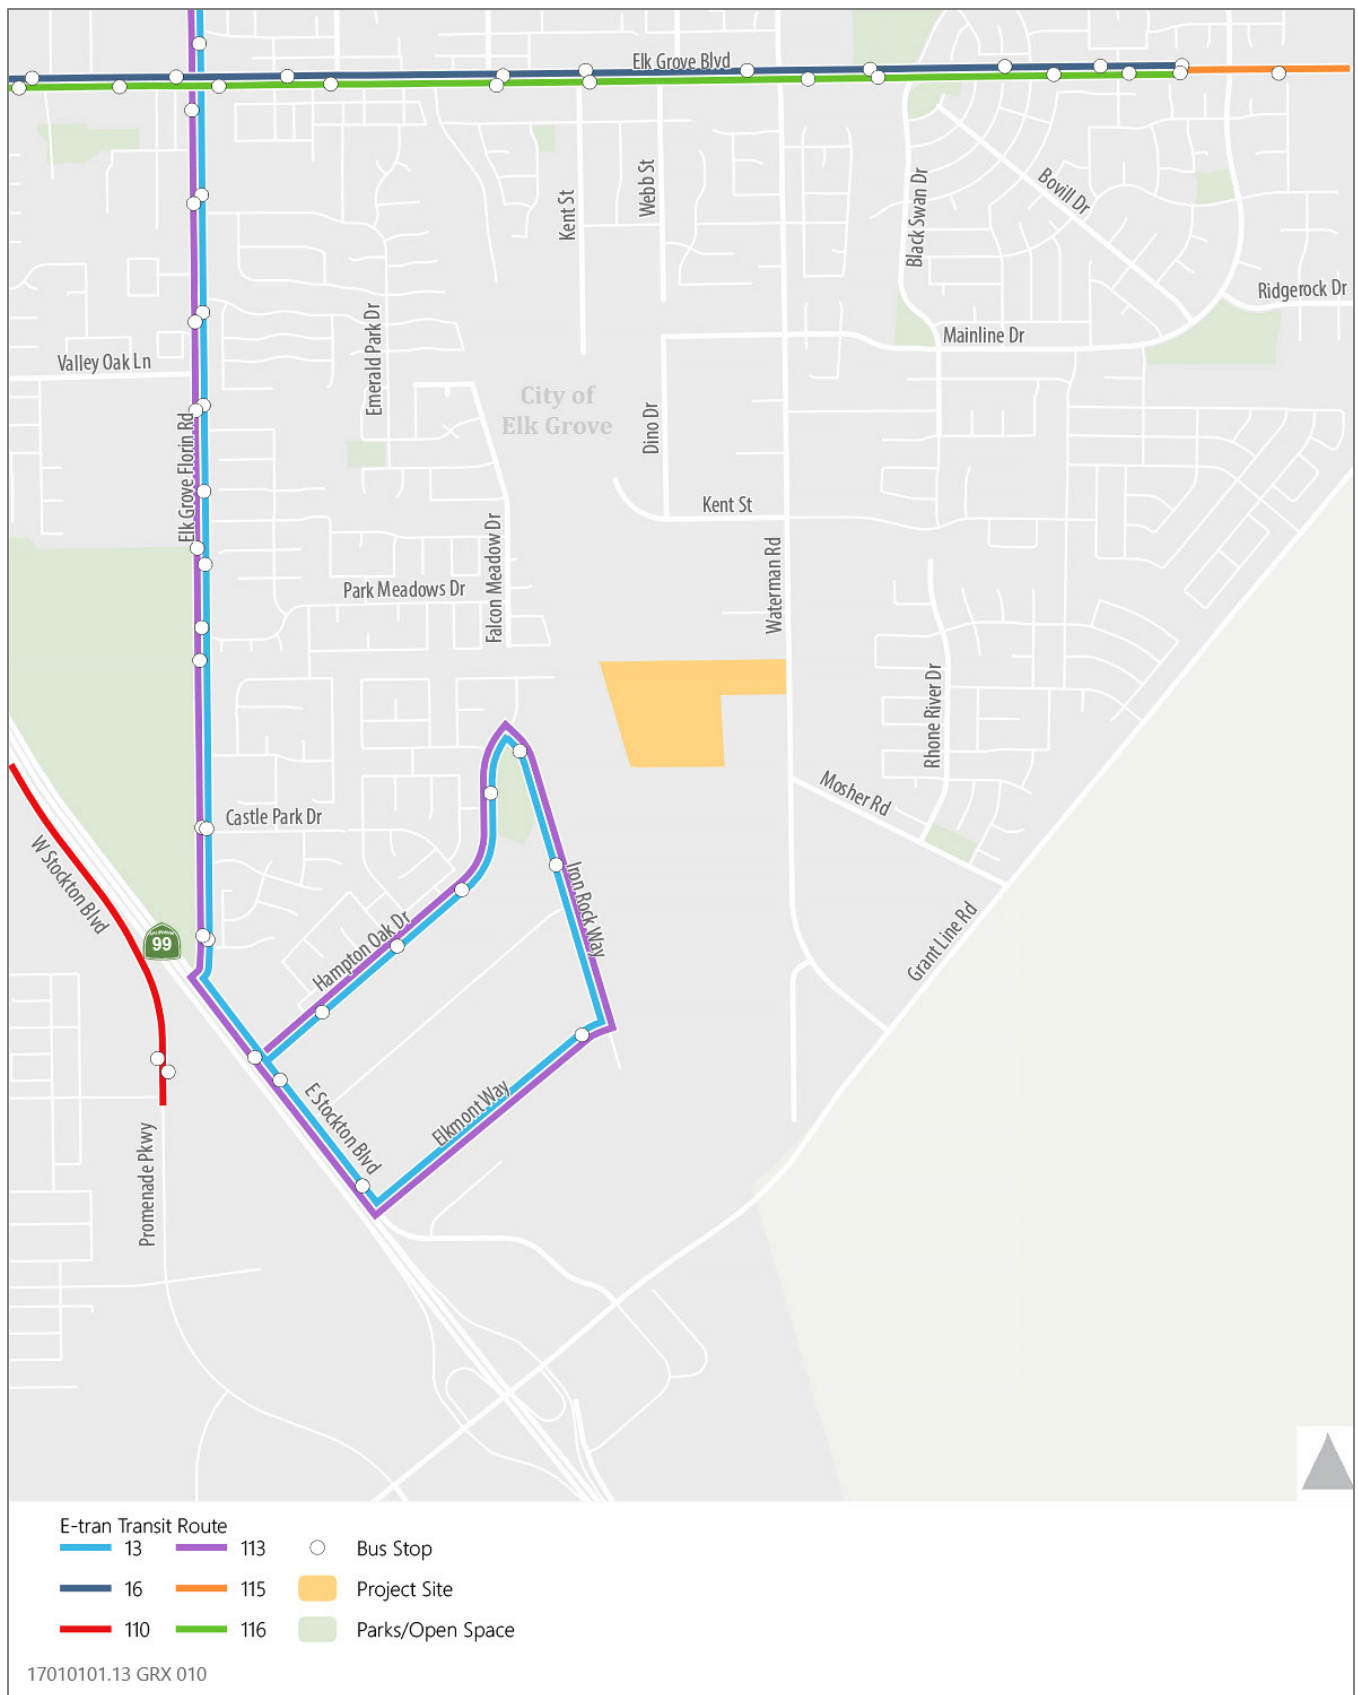 Elk Grove Blvd
Kent St
Webb St
Black Swan Dr
Bovill Dr
Ridgerock Dr
Mainline Dr
Valley Oak Ln
Emerald Park Dr
City of
Elk Grove
Dino Dr
Elk Grove Florin Rd
Kent St
Falcon Meadow Dr
Waterman Rd
Park Meadows Dr
Rhone River Dr
Mosher Rd
Castle Park Dr
W Stockton Blvd
CALIFORNIA
99
Hampton Oak Dr
Iron Rock Way
Grant Line Rd
E Stockton Blvd
Elkmont Way
Promenade Pkwy
E-tran Transit Route
13 113 Bus Stop
16 115 Project Site
110 116 Parks/Open Space
17010101.13 GRX 010